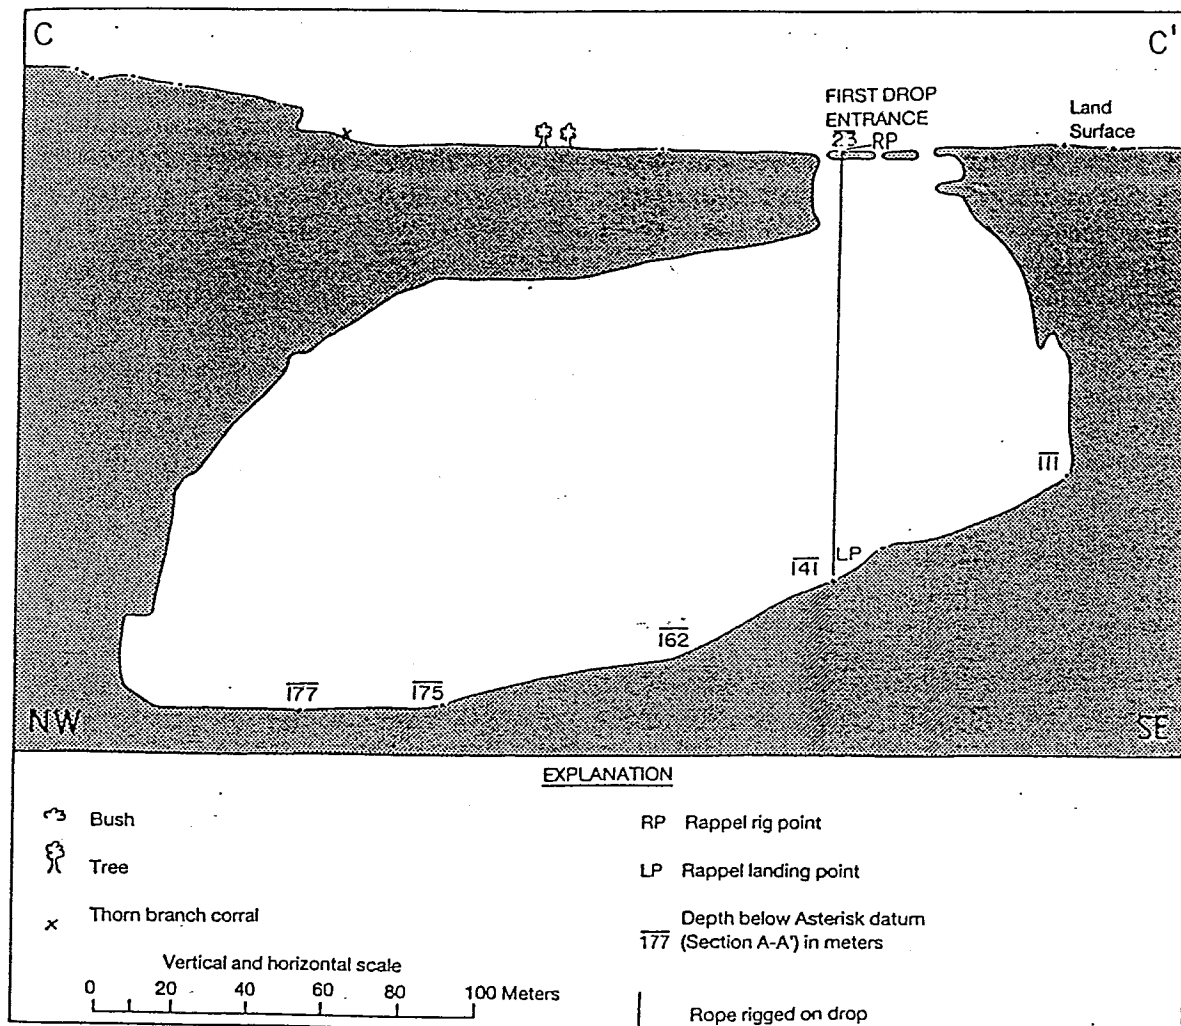 C
C'
FIRST DROP
ENTRANCE
23 RP
Land
Surface
111
LP
141
162
177
175
NW
SE
EXPLANATION
Bush
Tree
x Thorn branch corral
Vertical and horizontal scale
0 20 40 60 80 100 Meters
RP Rappel rig point
LP Rappel landing point
Depth below Asterisk datum
177 (Section A-A') in meters
Rope rigged on drop